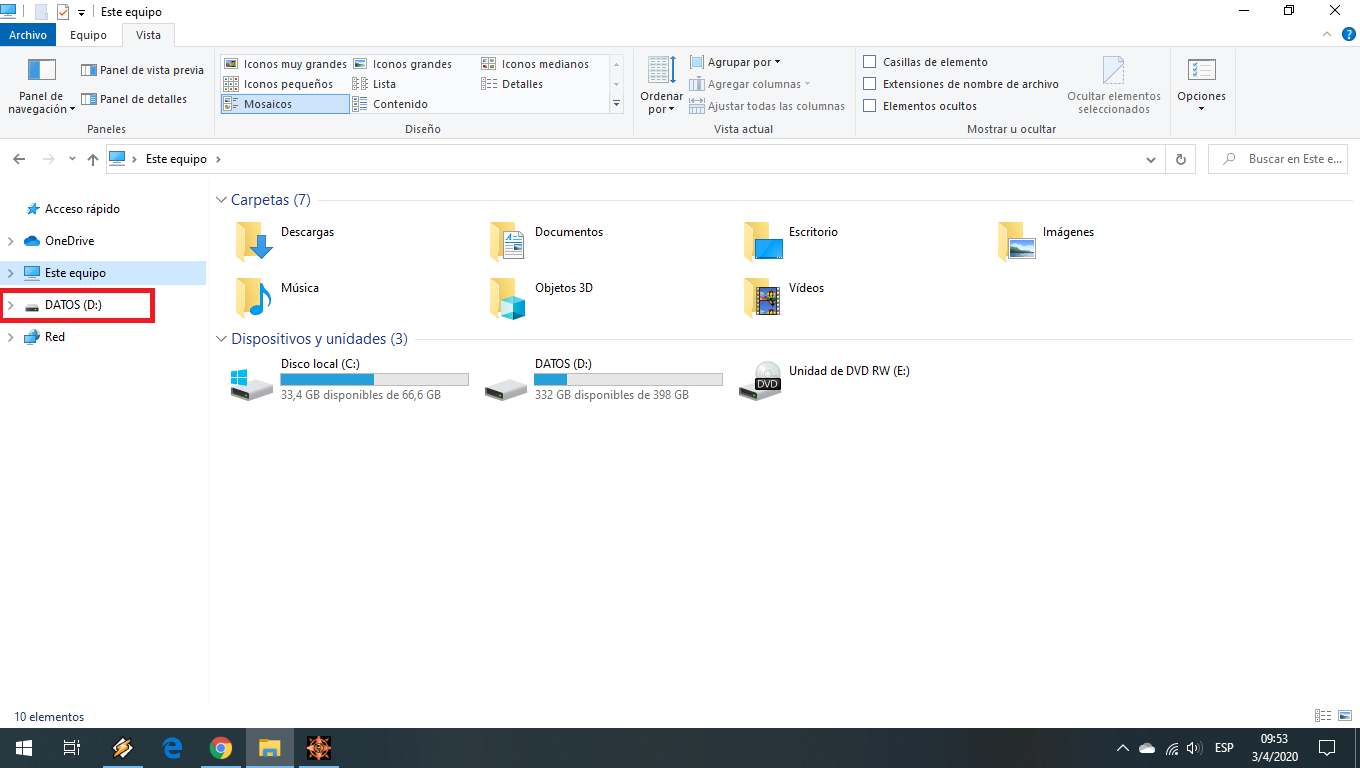 Este equipo
Archivo
Equipo
Vista
Panel de navegación
Panel de vista previa
Panel de detalles
Paneles
Iconos muy grandes
Iconos grandes
Iconos medianos
Iconos pequeños
Lista
Detalles
Mosaicos
Contenido
Diseño
Ordenar por
Agrupar por
Agregar columnas
Ajustar todas las columnas
Vista actual
Casillas de elemento
Extensiones de nombre de archivo
Elementos ocultos
Ocultar elementos seleccionados
Mostrar u ocultar
Opciones
Este equipo
Buscar en Este e...
Acceso rápido
OneDrive
Este equipo
DATOS (D:)
Red
Carpetas (7)
Descargas
Documentos
Escritorio
Imágenes
Música
Objetos 3D
Vídeos
Dispositivos y unidades (3)
Disco local (C:)
33,4 GB disponibles de 66,6 GB
DATOS (D:)
332 GB disponibles de 398 GB
DVD
Unidad de DVD RW (E:)
10 elementos
ESP
09:53
3/4/2020